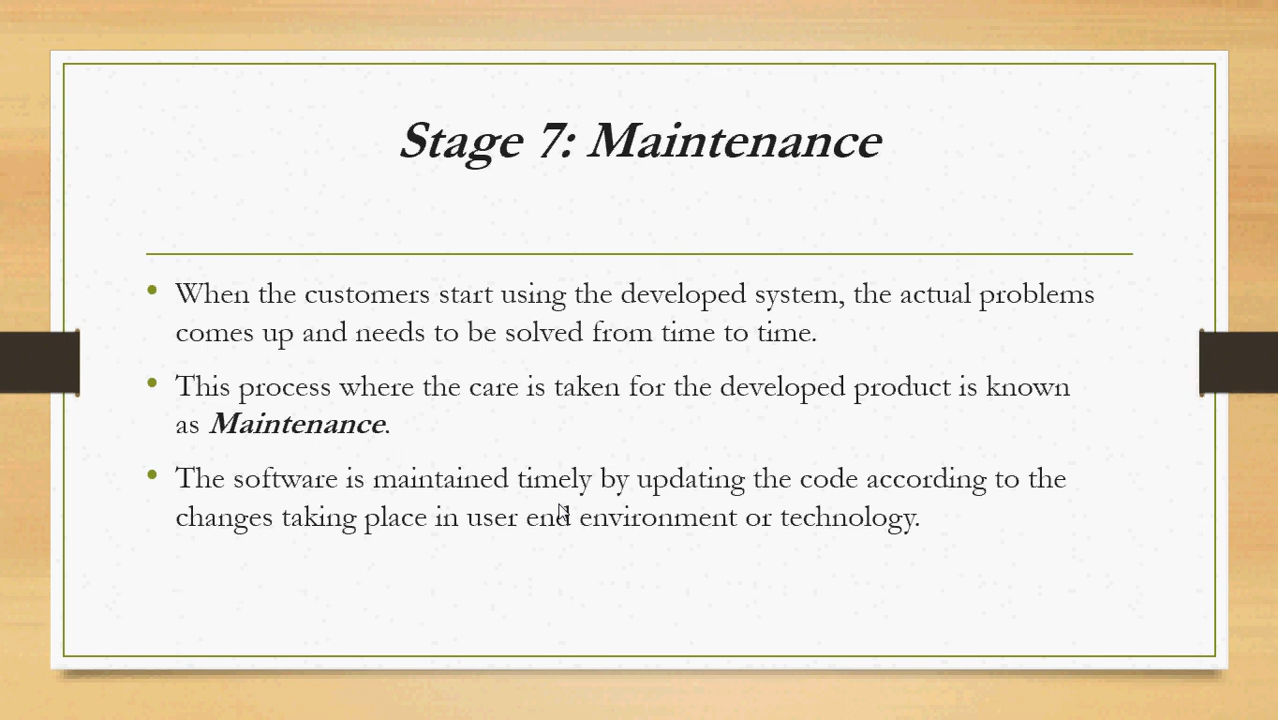 Stage 7: Maintenance
• When the customers start using the developed system, the actual problems
comes up and needs to be solved from time to time.
• This process where the care is taken for the developed product is known
as Maintenance.
• The software is maintained timely by updating the code according to the
changes taking place in user end environment or technology.